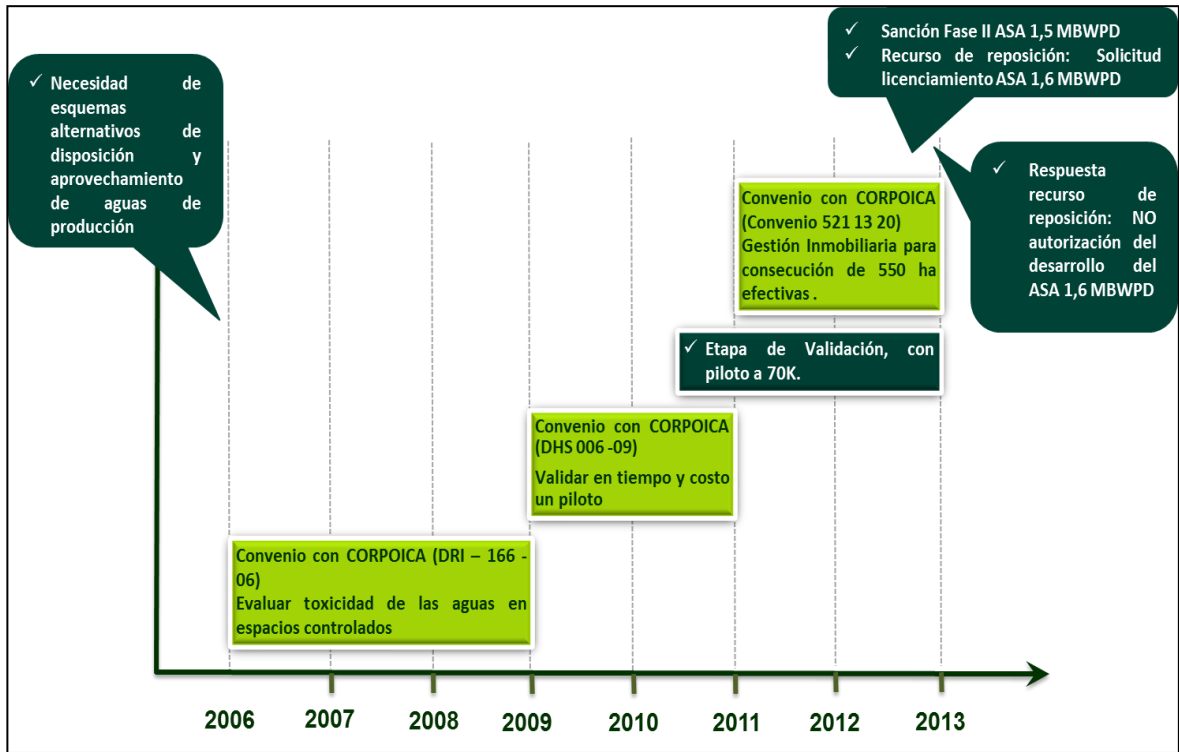 ✓ Necesidad de
esquemas
alternativos de
disposición y
aprovechamiento
de aguas de
producción
✓ Sanción Fase II ASA 1,5 MBWPD
✓ Recurso de reposición: Solicitud
licenciamiento ASA 1,6 MBWPD
✓ Respuesta
recurso de
reposición: NO
autorización del
desarrollo del
ASA 1,6 MBWPD
Convenio con CORPOICA
(Convenio 521 13 20)
Gestión Inmobiliaria para
consecución de 550 ha
efectivas .
✓ Etapa de Validación, con
piloto a 70K.
Convenio con CORPOICA
(DHS 006 -09)
Validar en tiempo y costo
un piloto
Convenio con CORPOICA (DRI – 166 -
06)
Evaluar toxicidad de las aguas en
espacios controlados
2006 2007 2008 2009 2010 2011 2012 2013